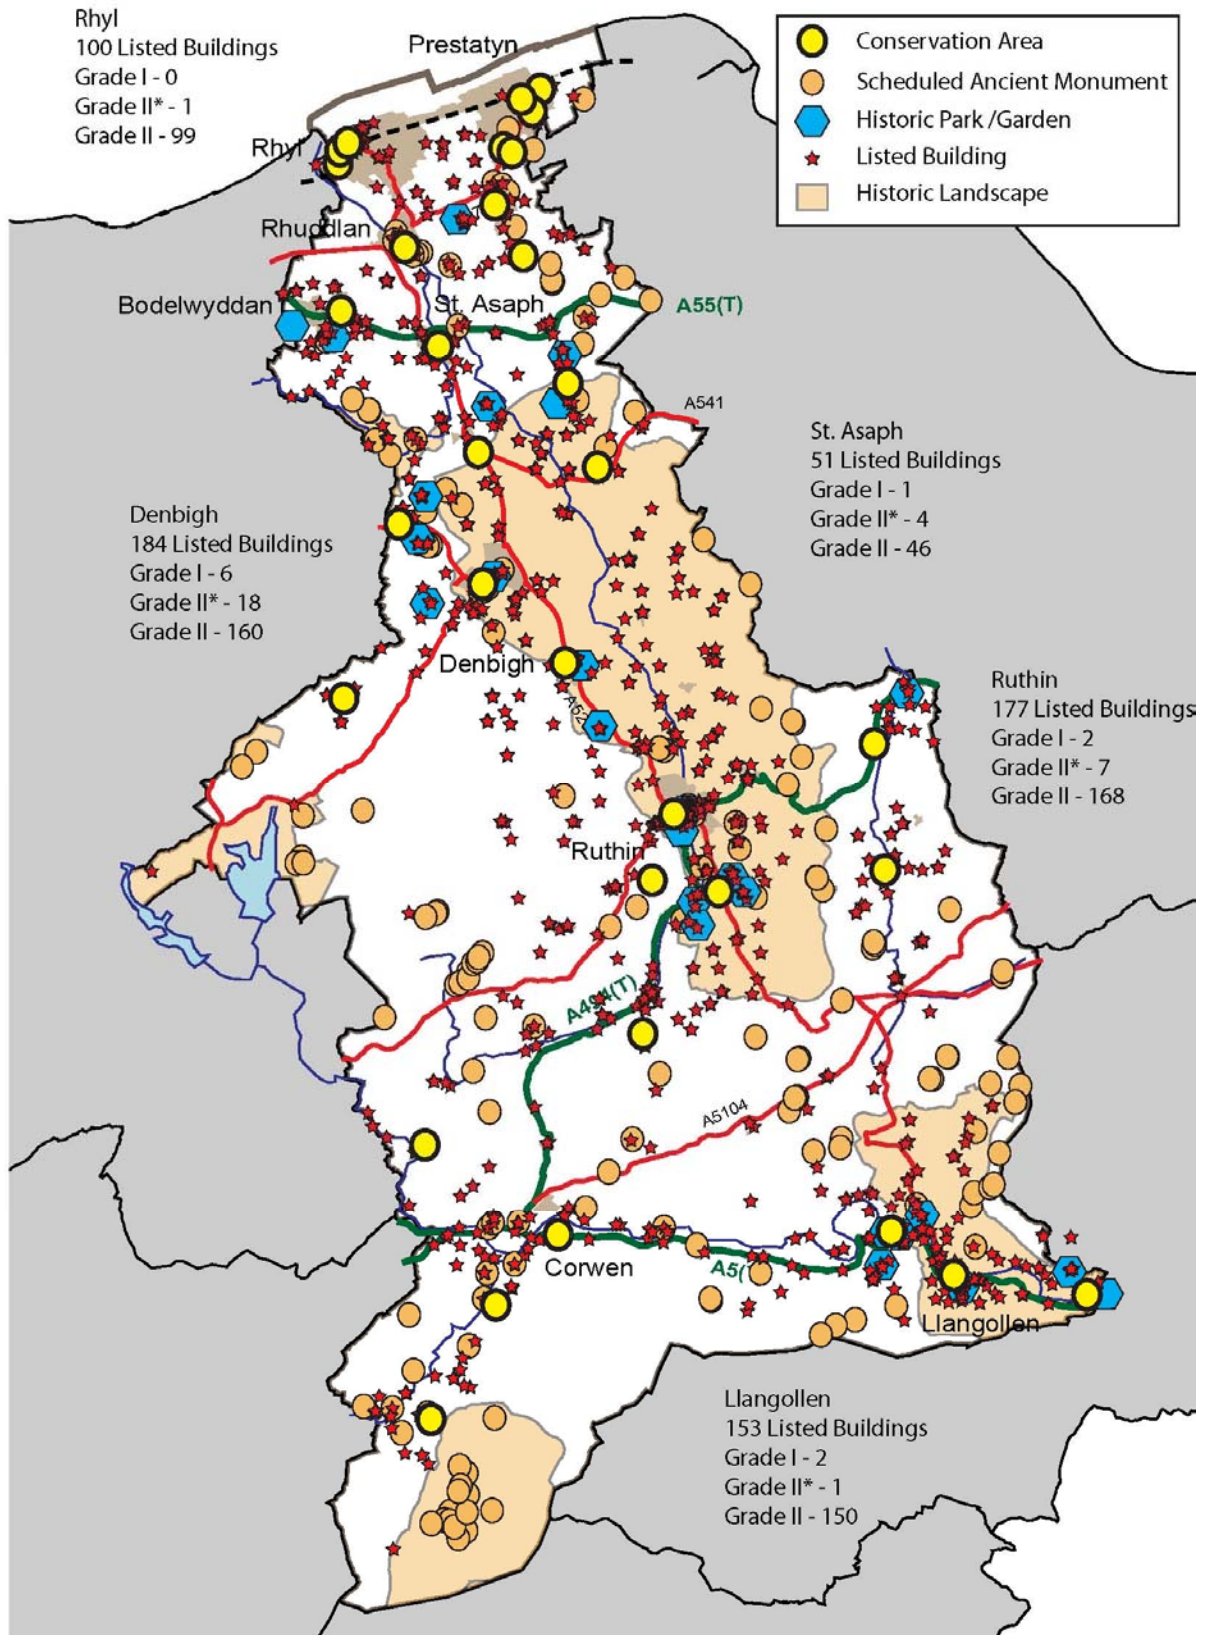 Rhyl
100 Listed Buildings
Grade I - 0
Grade II* - 1
Grade II - 99
Prestatyn
Conservation Area
Scheduled Ancient Monument
Historic Park /Garden
Listed Building
Historic Landscape
Rhyl
Rhuddlan
Bodelwyddan
St. Asaph
A55(T)
A541
St. Asaph
51 Listed Buildings
Grade I - 1
Grade II* - 4
Grade II - 46
Denbigh
184 Listed Buildings
Grade I - 6
Grade II* - 18
Grade II - 160
Denbigh
A52
Ruthin
177 Listed Buildings
Grade I - 2
Grade II* - 7
Grade II - 168
Ruthin
A494(T)
A5104
Corwen
A5(
Llangollen
Llangollen
153 Listed Buildings
Grade I - 2
Grade II* - 1
Grade II - 150